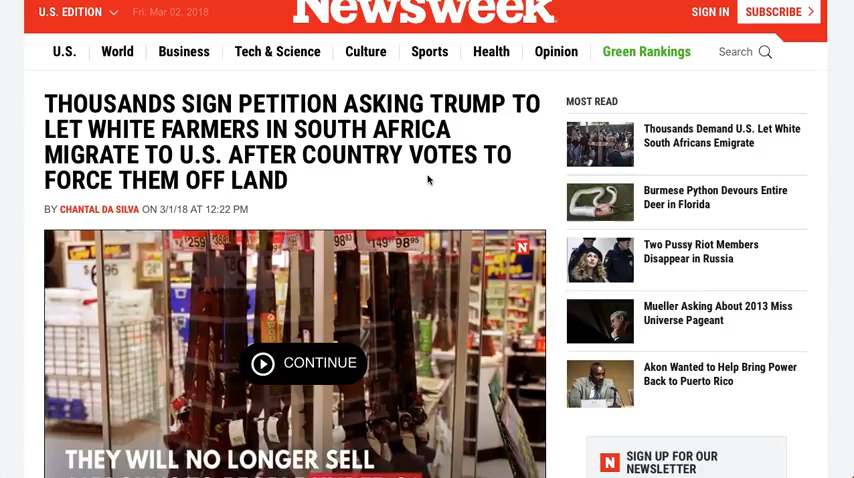 U.S. EDITION Fri. Mar 02. 2018
Newsweek
SIGN IN SUBSCRIBE
U.S. World Business Tech & Science Culture Sports Health Opinion Green Rankings Search
THOUSANDS SIGN PETITION ASKING TRUMP TO
LET WHITE FARMERS IN SOUTH AFRICA
MIGRATE TO U.S. AFTER COUNTRY VOTES TO
FORCE THEM OFF LAND
BY CHANTAL DA SILVA ON 3/1/18 AT 12:22 PM
N
CONTINUE
THEY WILL NO LONGER SELL
MOST READ
Thousands Demand U.S. Let White
South Africans Emigrate
Burmese Python Devours Entire
Deer in Florida
Two Pussy Riot Members
Disappear in Russia
Mueller Asking About 2013 Miss
Universe Pageant
Akon Wanted to Help Bring Power
Back to Puerto Rico
N
SIGN UP FOR OUR
NEWSLETTER